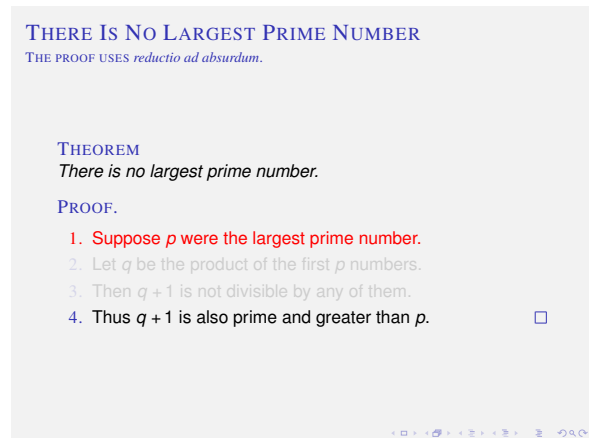 THERE IS NO LARGEST PRIME NUMBER
THE PROOF USES reductio ad absurdum.
THEOREM
There is no largest prime number.
PROOF.
1. Suppose p were the largest prime number.
2. Let q be the product of the first p numbers.
3. Then q + 1 is not divisible by any of them.
4. Thus q + 1 is also prime and greater than p.